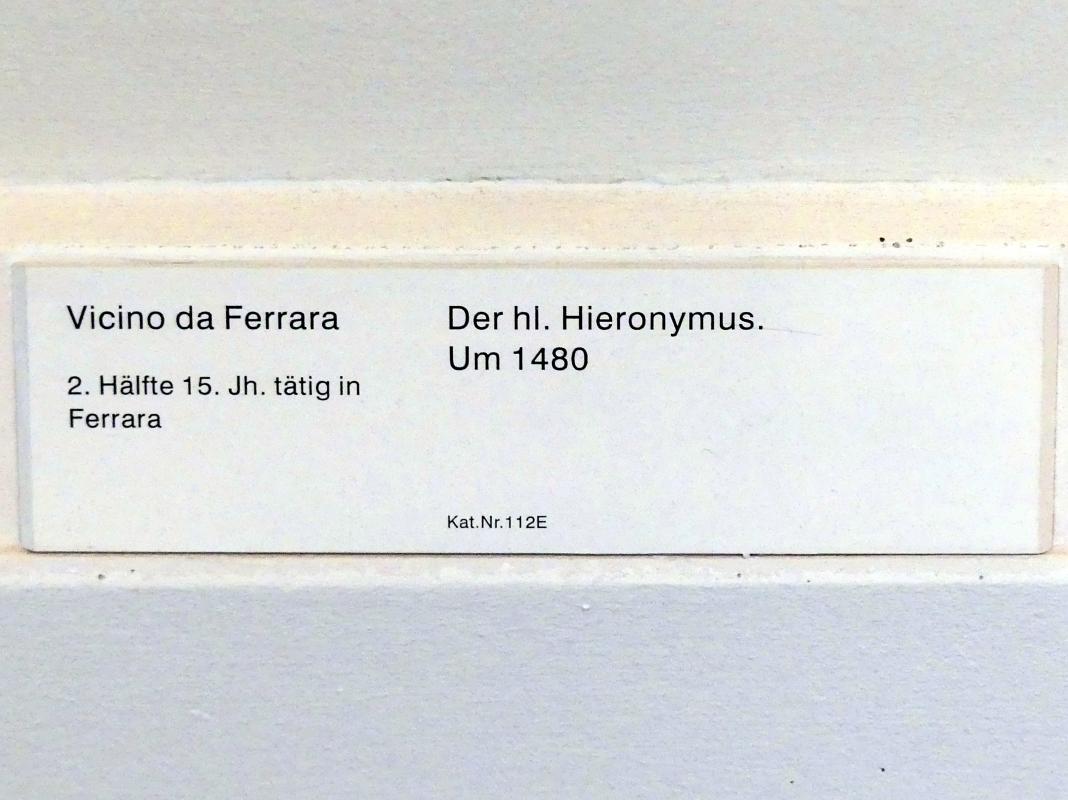 Vicino da Ferrara
2. Hälfte 15. Jh. tätig in
Ferrara
Der hl. Hieronymus.
Um 1480
Kat.Nr.112E